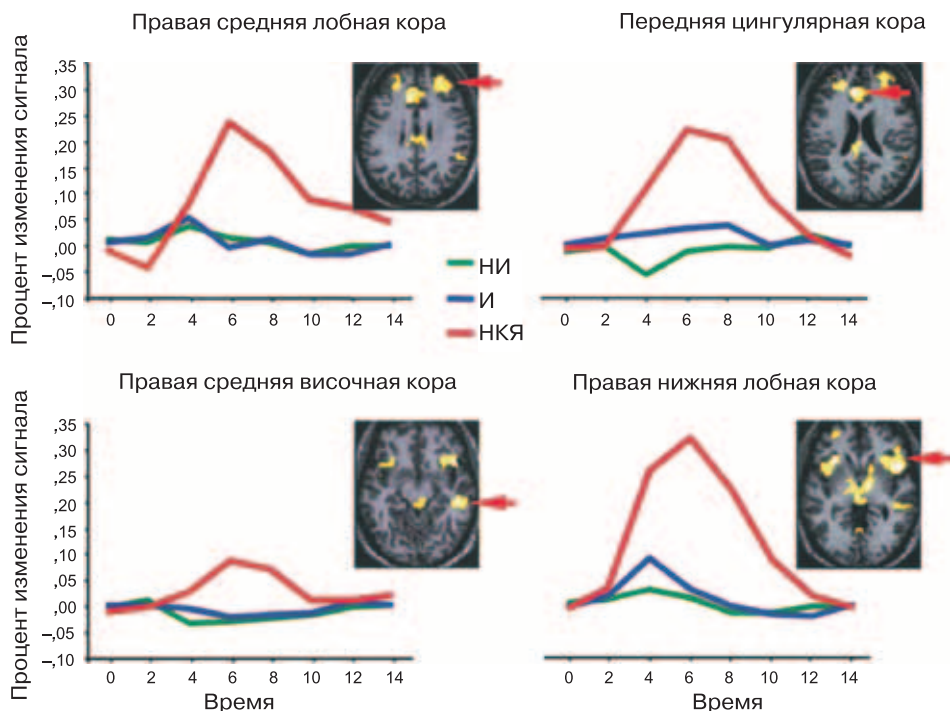 Правая средняя лобная кора
Передняя цингулярная кора
Процент изменения сигнала
,35
,30
,25
,20
,15
,10
,05
,00
–,05
–,10
0 2 4 6 8 10 12 14
0 2 4 6 8 10 12 14
НИ
И
НКЯ
Правая средняя височная кора
Правая нижняя лобная кора
Процент изменения сигнала
,35
,30
,25
,20
,15
,10
,05
,00
–,05
–,10
0 2 4 6 8 10 12 14
Время
0 2 4 6 8 10 12 14
Время